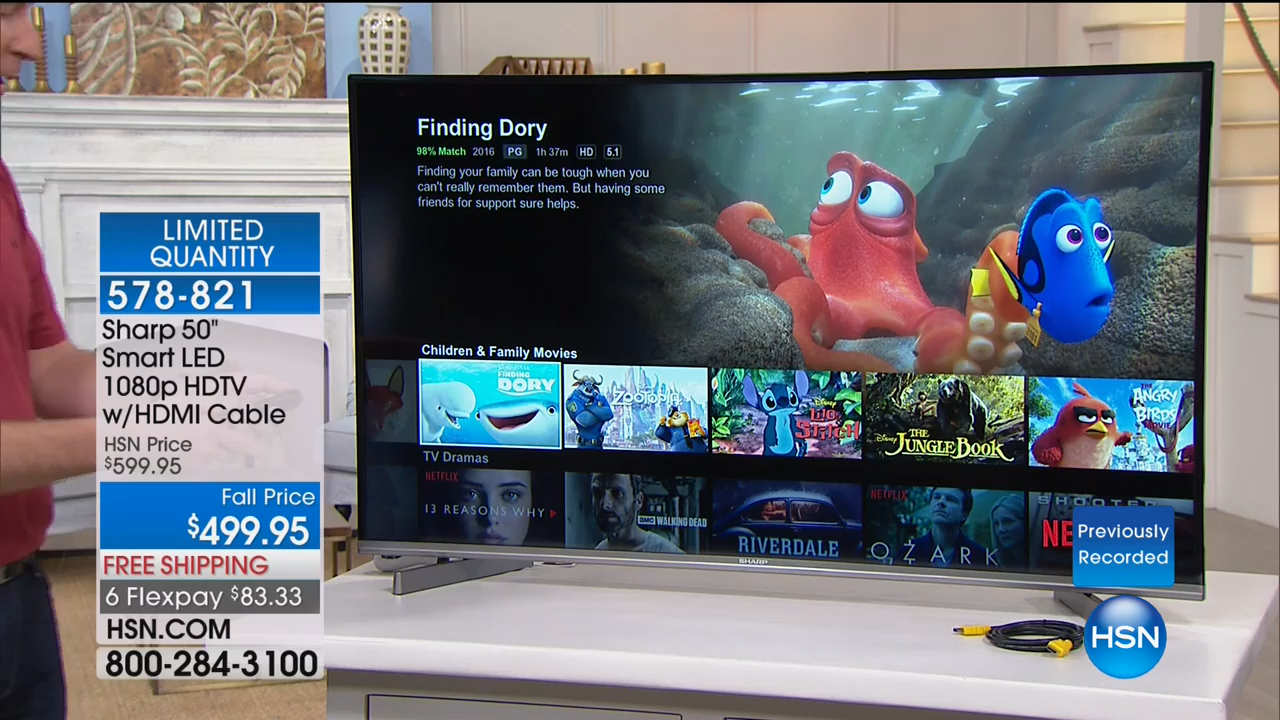 LIMITED
QUANTITY
578-821
Sharp 50"
Smart LED
1080p HDTV
w/HDMI Cable
HSN Price
$599.95
Fall Price
$499.95
FREE SHIPPING
6 Flexpay $83.33
HSN.COM
800-284-3100
Finding Dory
98% Match 2016 PG 1h 37m HD 5.1
Finding your family can be tough when you
can't really remember them. But having some
friends for support sure helps.
Children & Family Movies
FINDING
DORY
ZOOTOPIA
Disney
LILO
STITCH
Disney
THE
JUNGLE BOOK
THE
ANGRY
BIRDS
MOVIE
TV Dramas
NETFLIX
13 REASONS WHY
AMC WALKING DEAD
RIVERDALE
NETFLIX
OZARK
SHOOTER
NE
SHARP
Previously
Recorded
HSN